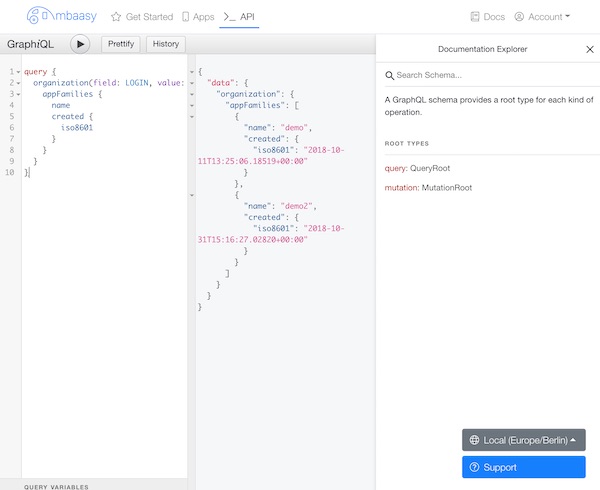 mbaasy
Get Started
Apps
>_ API
Docs
Account
GraphiQL
Prettify
History
1 query {
2 organization(field: LOGIN, value:
3 appFamilies {
4 name
5 created {
6 iso8601
7 }
8 }
9 }
10 }
{
"data": {
"organization": {
"appFamilies": [
{
"name": "demo",
"created": {
"iso8601": "2018-10-
11T13:25:06.18519+00:00"
}
},
{
"name": "demo2",
"created": {
"iso8601": "2018-10-
31T15:16:27.02820+00:00"
}
}
]
}
}
}
Documentation Explorer
Search Schema...
A GraphQL schema provides a root type for each kind of
operation.
ROOT TYPES
query: QueryRoot
mutation: MutationRoot
Local (Europe/Berlin)
Support
QUERY VARIABLES